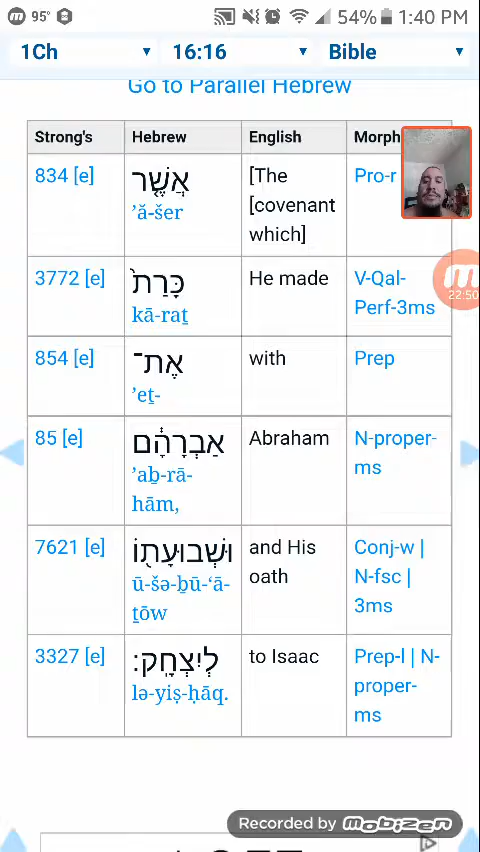 95° 54% 1:40 PM
1Ch 16:16 Bible
Go to Parallel Hebrew
Strong's Hebrew English Morph
834 [e]
אֲשֶׁ֤ר
’ă-šer
[The
[covenant
which]
Pro-r
3772 [e]
כָּרַת֙
kā-raṯ
He made
V-Qal-
Perf-3ms
22:50
854 [e]
אֶת־
’eṯ-
with
Prep
85 [e]
אַבְרָהָ֔ם
’aḇ-rā-
hām,
Abraham
N-proper-
ms
7621 [e]
וּשְׁבוּעָת֖וֹ
ū-šə-ḇū-‘ā-
ṯōw
and His
oath
Conj-w |
N-fsc |
3ms
3327 [e]
לְיִצְחָֽק׃
lə-yiṣ-ḥāq.
to Isaac
Prep-l | N-
proper-
ms
Recorded by mobizen